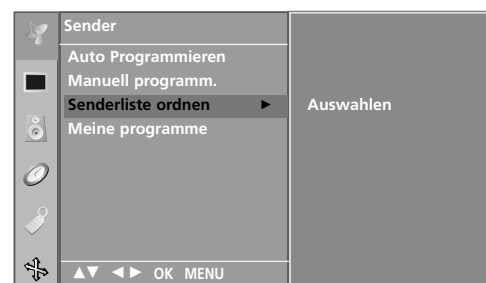 Sender
Auto Programmieren
Manuell programm.
Senderliste ordnen ► Auswahlen
Meine programme
▲▼ ◄► OK MENU